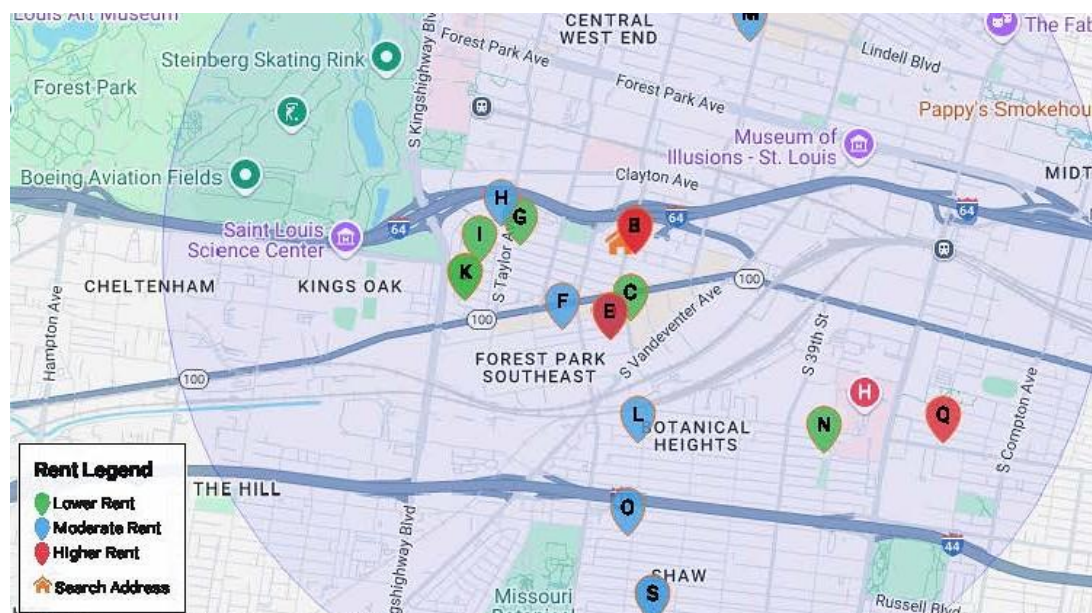 Louis Art Museum
CENTRAL
WEST END
M
The Fab
Steinberg Skating Rink
S Kingshighway Blvd
Forest Park Ave
Lindell Blvd
Forest Park
Forest Park Ave
Pappy's Smokehou
Museum of
Illusions - St. Louis
Boeing Aviation Fields
Clayton Ave
MIDT
H
G
64
64
64
Saint Louis
Science Center
I
S Taylor A
K
CHELTENHAM
KINGS OAK
100
F
C
E
100
S Vandeventer Ave
Hampton Ave
FOREST PARK
SOUTHEAST
S 39th St
100
H
L
BOTANICAL
HEIGHTS
N
Q
S Compton Ave
Rent Legend
Lower Rent
Moderate Rent
Higher Rent
Search Address
THE HILL
O
44
gshighway Blvd
SHAW
S
Missouri
Botanical
Russell Blvd